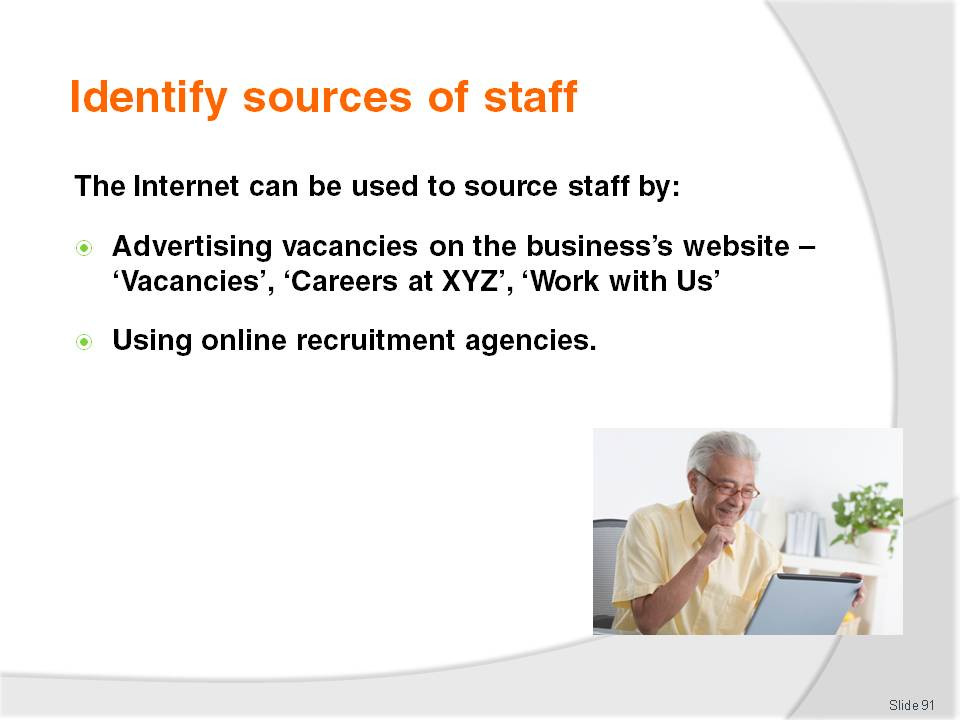 Identify sources of staff
The Internet can be used to source staff by:
Advertising vacancies on the business’s website –
‘Vacancies’, ‘Careers at XYZ’, ‘Work with Us’
Using online recruitment agencies.
Slide 91